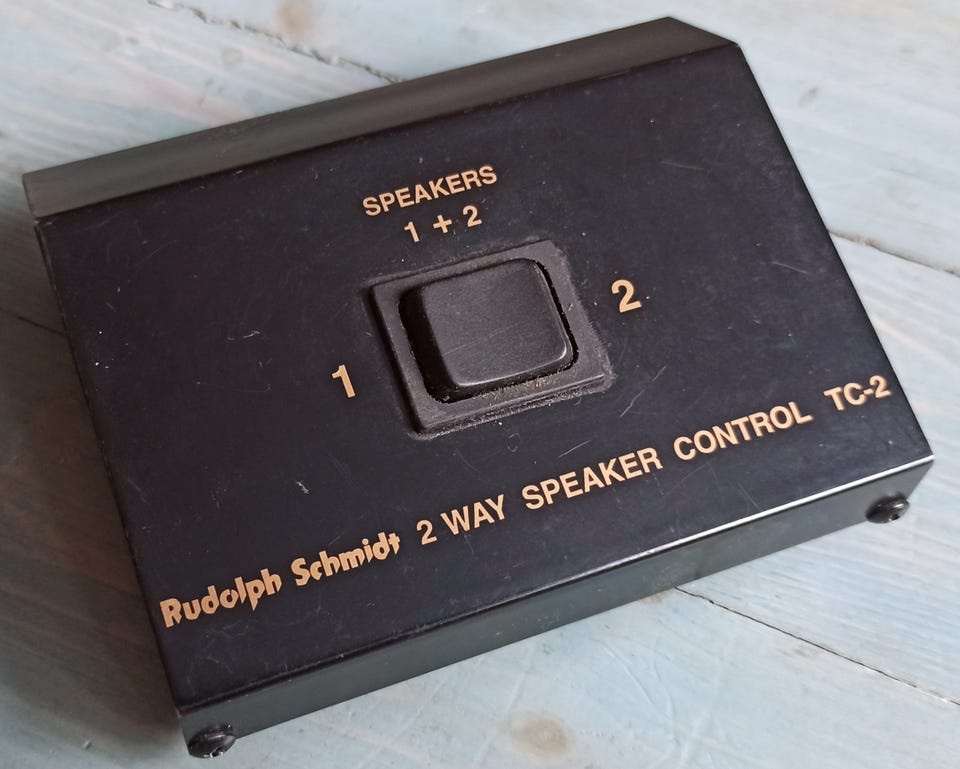 SPEAKERS
1 + 2
1
2
Rudolph Schmidt 2 WAY SPEAKER CONTROL TC-2